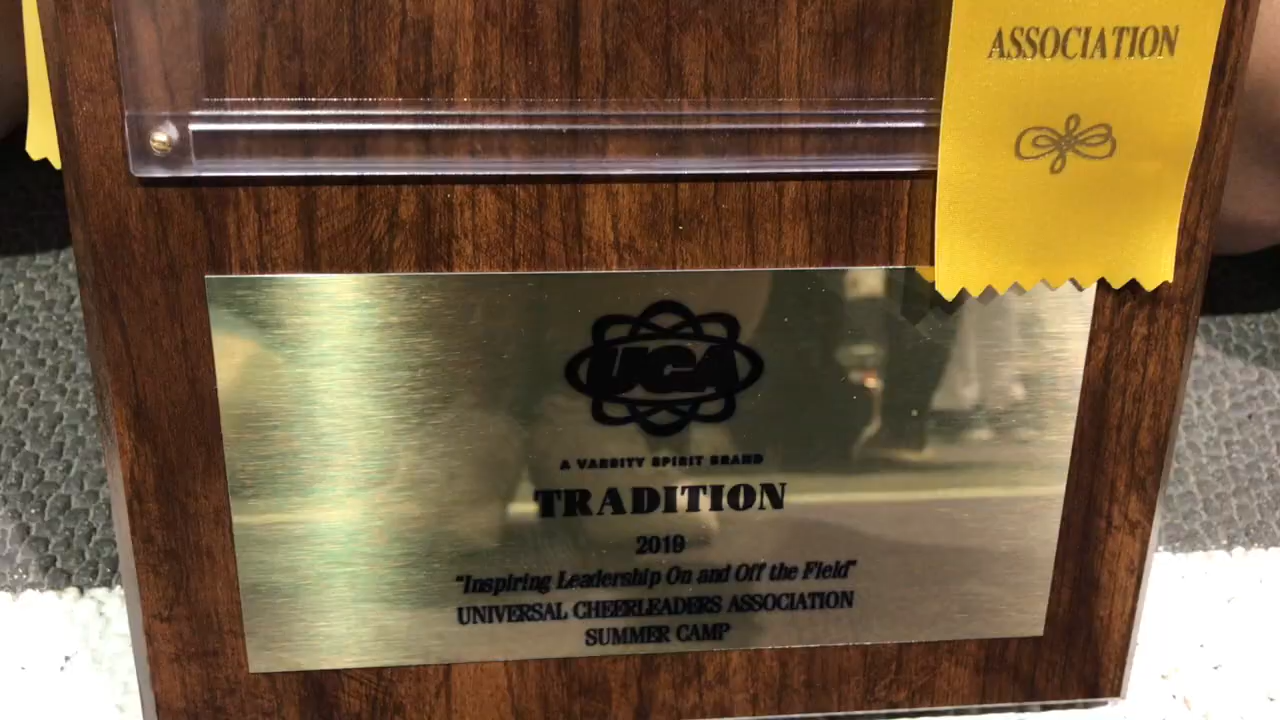 ASSOCIATION
UCA
A VARSITY SPIRIT BRAND
TRADITION
2019
"Inspiring Leadership On and Off the Field"
UNIVERSAL CHEERLEADERS ASSOCIATION
SUMMER CAMP